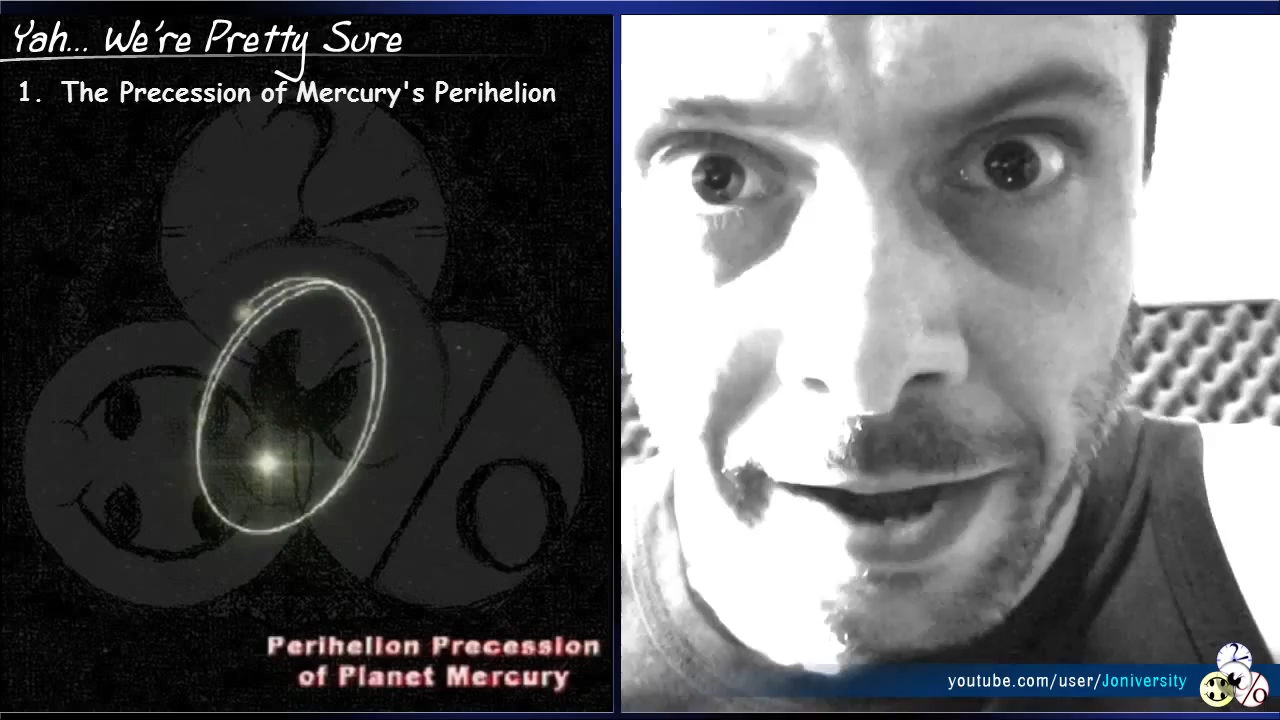 Yah... We're Pretty Sure
1. The Precession of Mercury's Perihelion
Perihelion Precession
of Planet Mercury
youtube.com/user/Joniversity